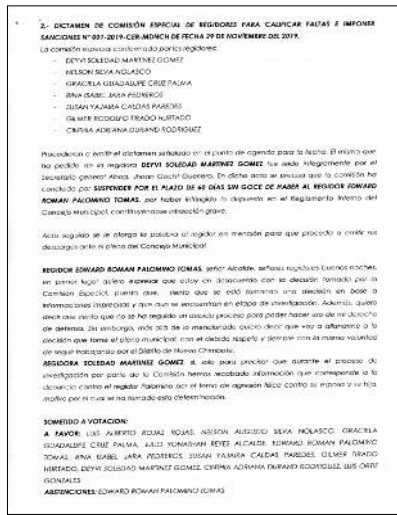 2.- DICTAMEN DE COMISIÓN ESPECIAL DE REGIDORES PARA CALIFICAR FALTAS E IMPONER
SANCIONES N° 001-2019-CER-MDNCH DE FECHA 29 DE NOVIEMBRE DEL 2019.
La comisión especial conformada por los regidores:
- DEYVI SOLEDAD MARTINEZ GOMEZ
- NELSON SILVA NOLASCO
- GRACIELA GUADALUPE CRUZ PALMA
- RINA ISABEL JARA PEDREROS
- SUSAN YAJAIRA CALDAS PAREDES
- GILMER RODOLFO TIRADO HURTADO
- CINTHIA ADRIANA DURAND RODRIGUEZ
Procedieron a emitir el dictamen señalado en el punto de agenda para la fecha. El mismo que
ha pedido de la regidora DEYVI SOLEDAD MARTINEZ GOMEZ fue leído íntegramente por el
Secretario general Abog. Jhoan Guerrero. En dicho acto se precisa que la comisión ha
concluido por SUSPENDER POR EL PLAZO DE 60 DÍAS SIN GOCE DE HABER AL REGIDOR EDWARD
ROMAN PALOMINO TOMAS, por haber infringido lo dispuesto en el Reglamento Interno del
Concejo Municipal, constituyéndose infracción grave.
Acto seguido se le otorga la palabra al regidor en mención para que proceda a emitir sus
descargos ante el pleno del Concejo Municipal.
REGIDOR EDWARD ROMAN PALOMINO TOMAS, señor Alcalde, señores regidores buenas noches,
en primer lugar quiero expresar que estoy en desacuerdo con la decisión tomada por la
Comisión Especial, puesto que, siento que se está tomando una decisión en base a
informaciones imprecisas y que aun se encuentran en etapa de investigación. Además, quiero
decir que siento que no se ha seguido un debido proceso para poder hacer uso de mi derecho
de defensa. Sin embargo, más allá de lo mencionado quiero decir que voy a allanarme a la
decisión que tome el pleno municipal, con el debido respeto y siempre con la misma voluntad
de seguir trabajando por el Distrito de Nuevo Chimbote.
REGIDORA SOLEDAD MARTINEZ GOMEZ, si, solo para precisar que durante el proceso de
investigación por parte de la Comisión hemos recabado información que corresponde a la
denuncia contra el regidor Palomino por el tema de agresión física contra su esposa y su hija,
motivo por el cual se ha tomado esta determinación.
SOMETIDO A VOTACION:
A FAVOR: LUIS ALBERTO ROJAS ROJAS, NELSON AUGUSTO SILVA NOLASCO, GRACIELA
GUADALUPE CRUZ PALMA, JULIO YONATHAN REYES ALCALDE, EDWARD ROMAN PALOMINO
TOMAS, RINA ISABEL JARA PEDREROS, SUSAN YAJAIRA CALDAS PAREDES, GILMER TIRADO
HURTADO, DEYVI SOLEDAD MARTINEZ GOMEZ, CINTHIA ADRIANA DURAND RODRIGUEZ, LUIS ORTIZ
GONZALES
ABSTENCIONES: EDWARD ROMAN PALOMINO TOMAS